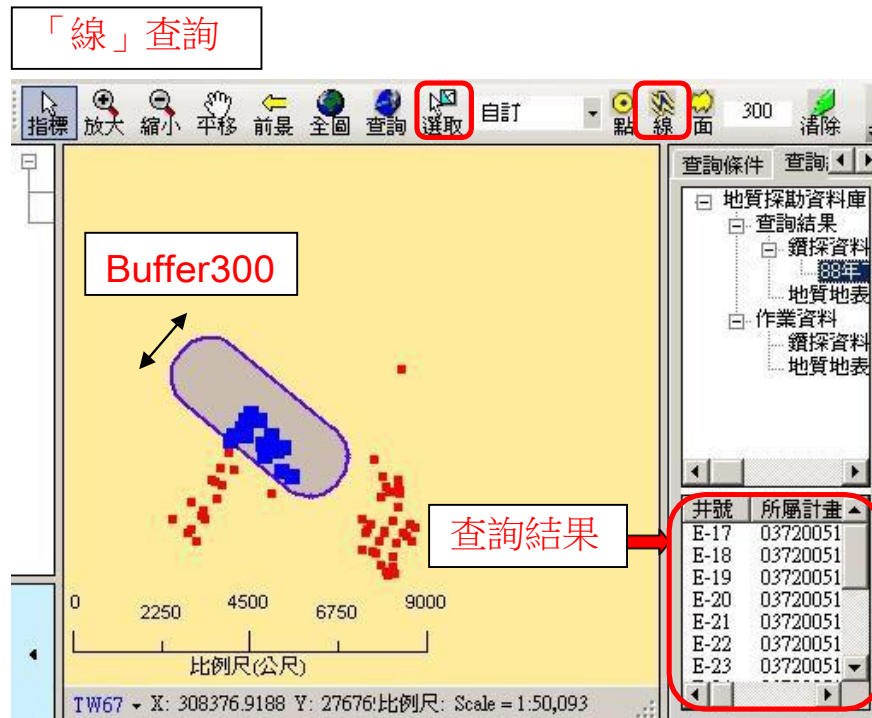 「線」查詢
指標 放大 縮小 平移 前景 全圖 查詢 選取 自訂 點 線 面 300 清除
查詢條件 查詢
地質探勘資料庫
查詢結果
鑽探資料
88年
地質地表
作業資料
鑽探資料
地質地表
Buffer300
查詢結果
井號 所屬計畫
E-17 03720051
E-18 03720051
E-19 03720051
E-20 03720051
E-21 03720051
E-22 03720051
E-23 03720051
0 2250 4500 6750 9000
比例尺(公尺)
TW67 X: 308376.9188 Y: 27676 比例尺: Scale = 1:50,093